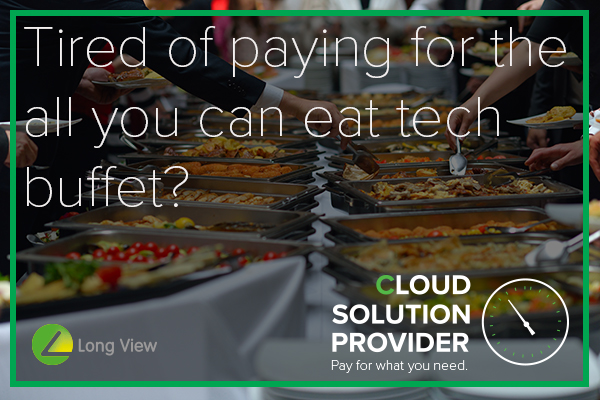 Tired of paying for the
all you can eat tech
buffet?
CLOUD
SOLUTION
PROVIDER
Pay for what you need.
Long View